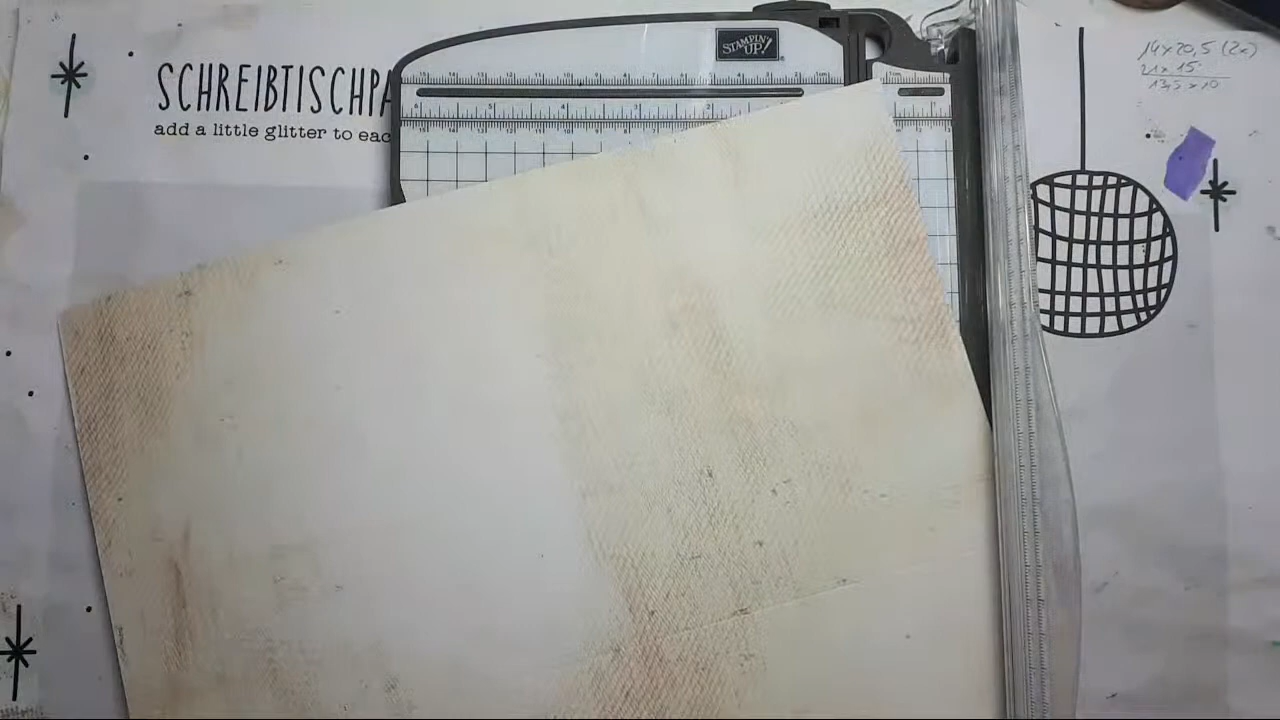 SCHREIBTISCHPA
add a little glitter to eac
STAMPIN' UP!
14x20,5 (2x)
21x15
13,5x10